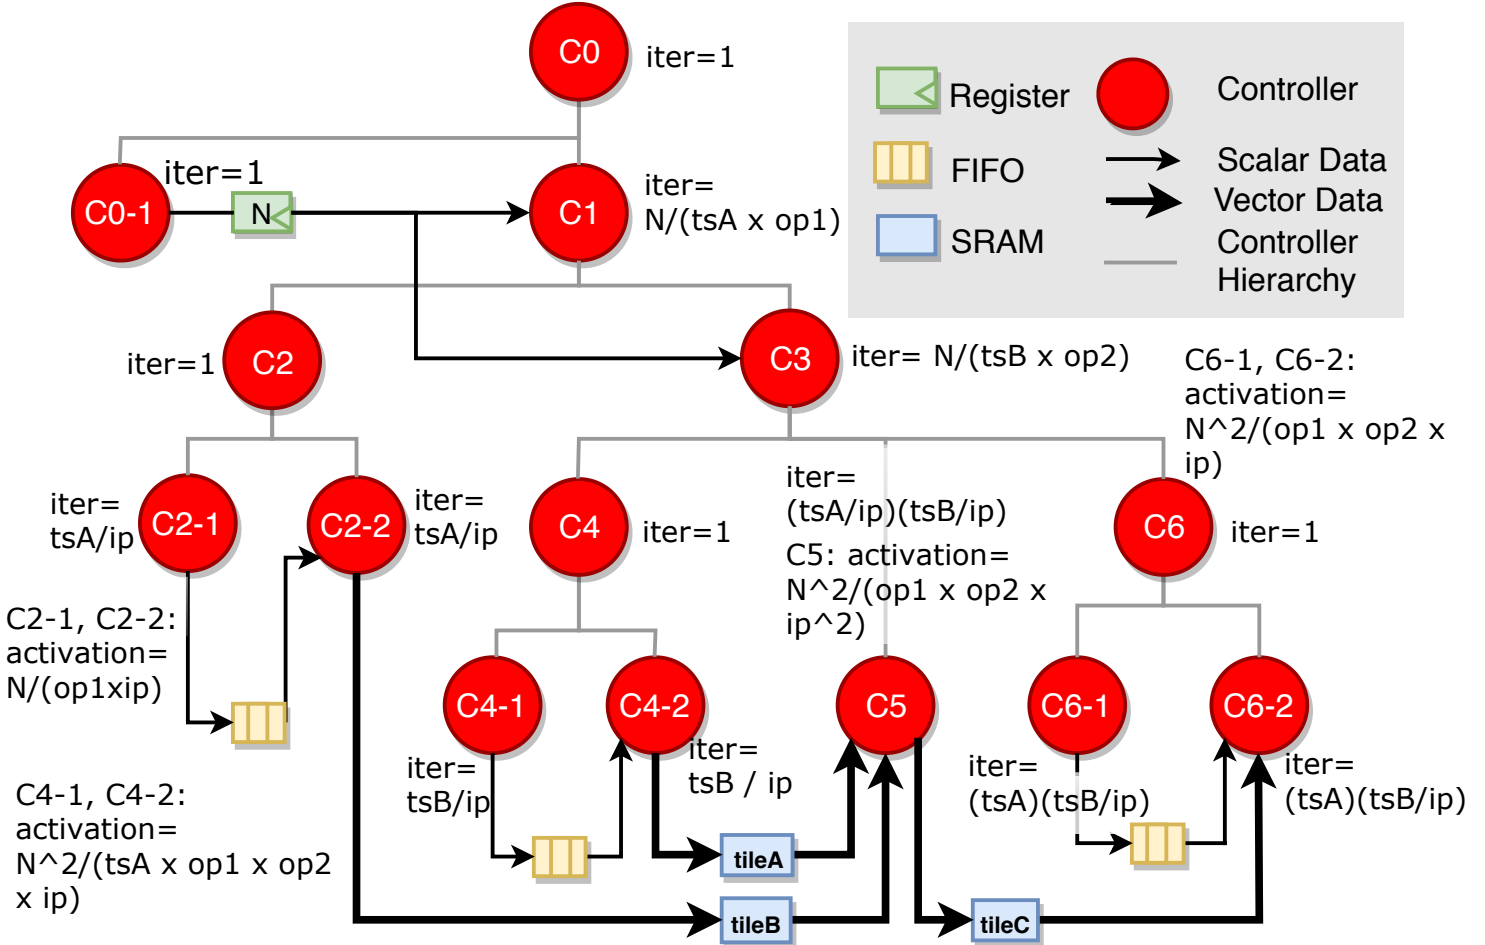 C0
iter=1
Register
Controller
FIFO
Scalar Data
Vector Data
SRAM
Controller
Hierarchy
C0-1
iter=1
N
C1
iter=
N/(tsA x op1)
C2
iter=1
C3
iter= N/(tsB x op2)
C6-1, C6-2:
activation=
N^2/(op1 x op2 x
ip)
C2-1
iter=
tsA/ip
C2-2
iter=
tsA/ip
C4
iter=1
iter=
(tsA/ip)(tsB/ip)
C5: activation=
N^2/(op1 x op2 x
ip^2)
C6
iter=1
C2-1, C2-2:
activation=
N/(op1xip)
C4-1
iter=
tsB/ip
C4-2
iter=
tsB / ip
C5
C6-1
iter=
(tsA)(tsB/ip)
C6-2
iter=
(tsA)(tsB/ip)
C4-1, C4-2:
activation=
N^2/(tsA x op1 x op2
x ip)
tileA
tileB
tileC